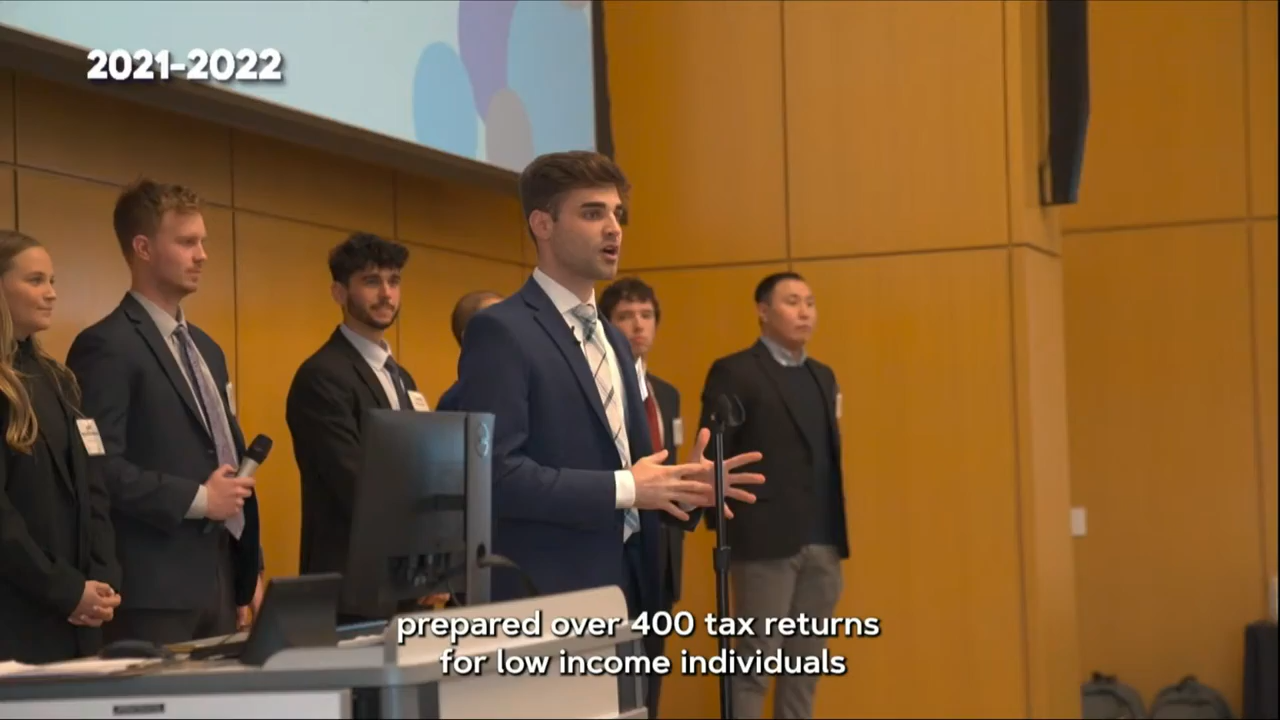 2021-2022
prepared over 400 tax returns
for low income individuals